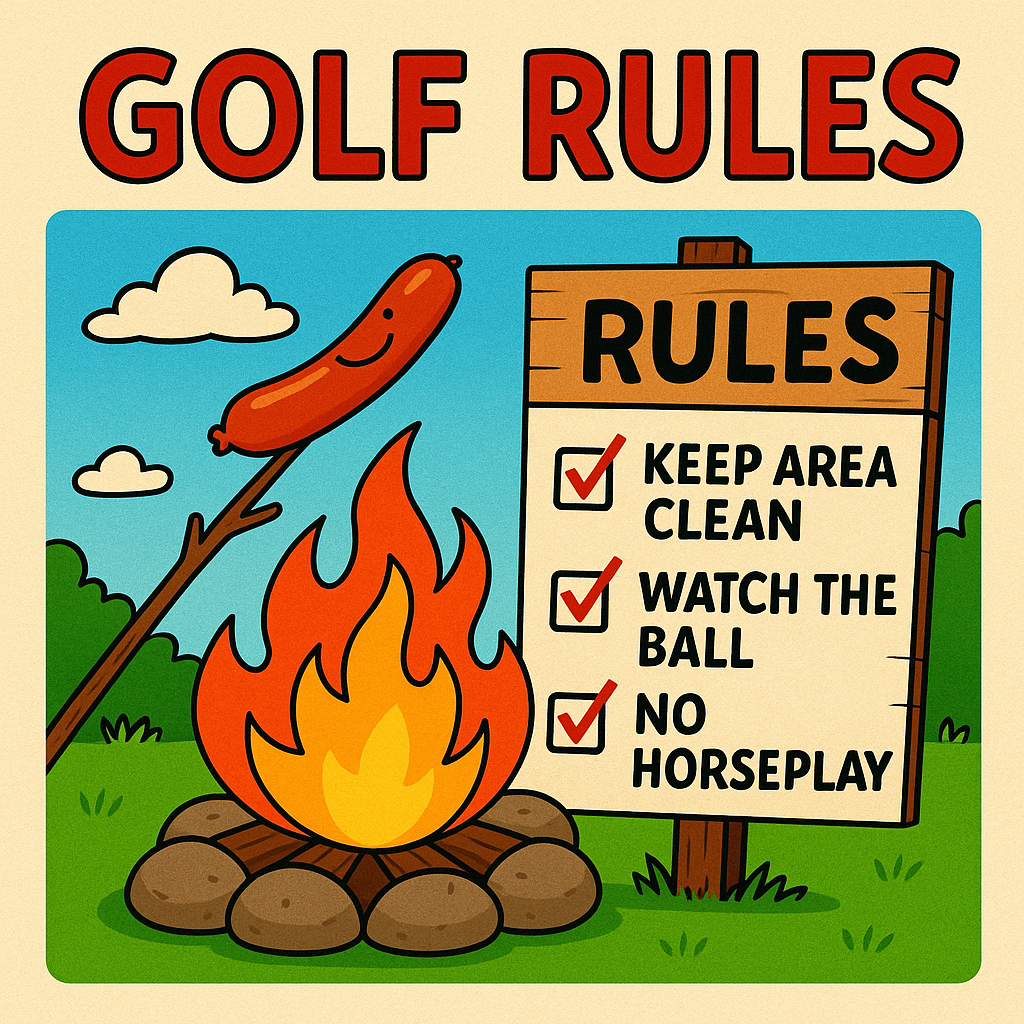 GOLF RULES
RULES
KEEP AREA
CLEAN
WATCH THE
BALL
NO
HORSEPLAY